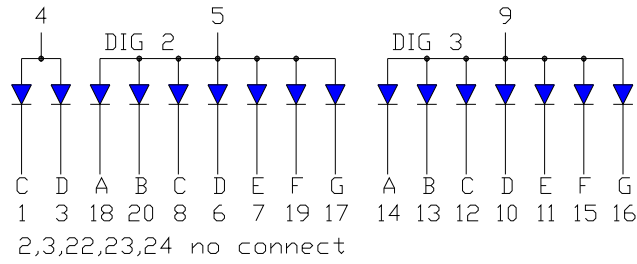 4 5 9
DIG 2 DIG 3
C D A B C D E F G A B C D E F G
1 3 18 20 8 6 7 19 17 14 13 12 10 11 15 16
2,3,22,23,24 no connect